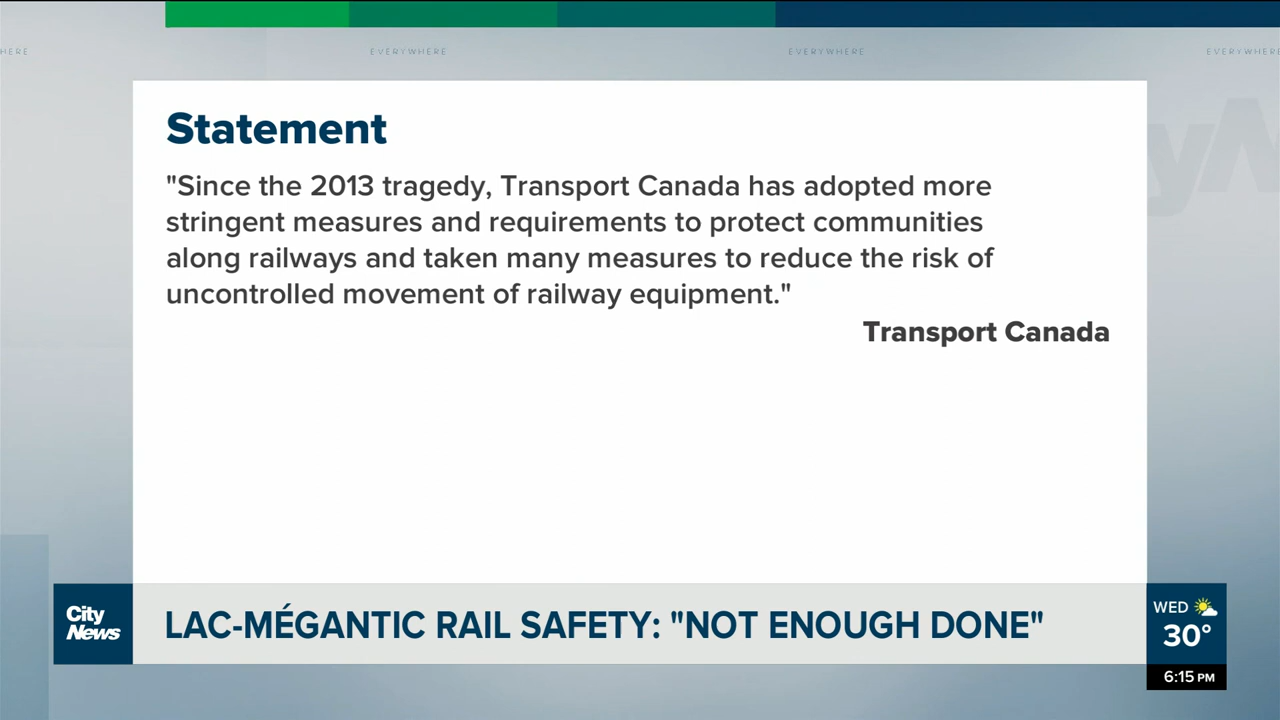 HERE
EVERYWHERE
EVERYWHERE
EVERYWHERE
Statement
"Since the 2013 tragedy, Transport Canada has adopted more
stringent measures and requirements to protect communities
along railways and taken many measures to reduce the risk of
uncontrolled movement of railway equipment."
Transport Canada
City
News
LAC-MÉGANTIC RAIL SAFETY: "NOT ENOUGH DONE"
WED
30°
6:15 PM